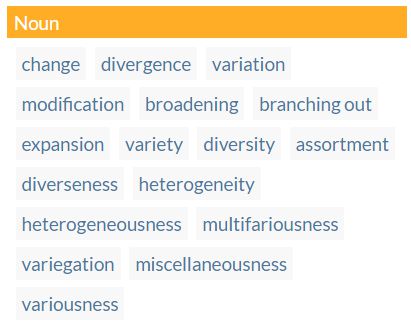 Noun
change divergence variation
modification broadening branching out
expansion variety diversity assortment
diverseness heterogeneity
heterogeneousness multifariousness
variegation miscellaneousness
variousness